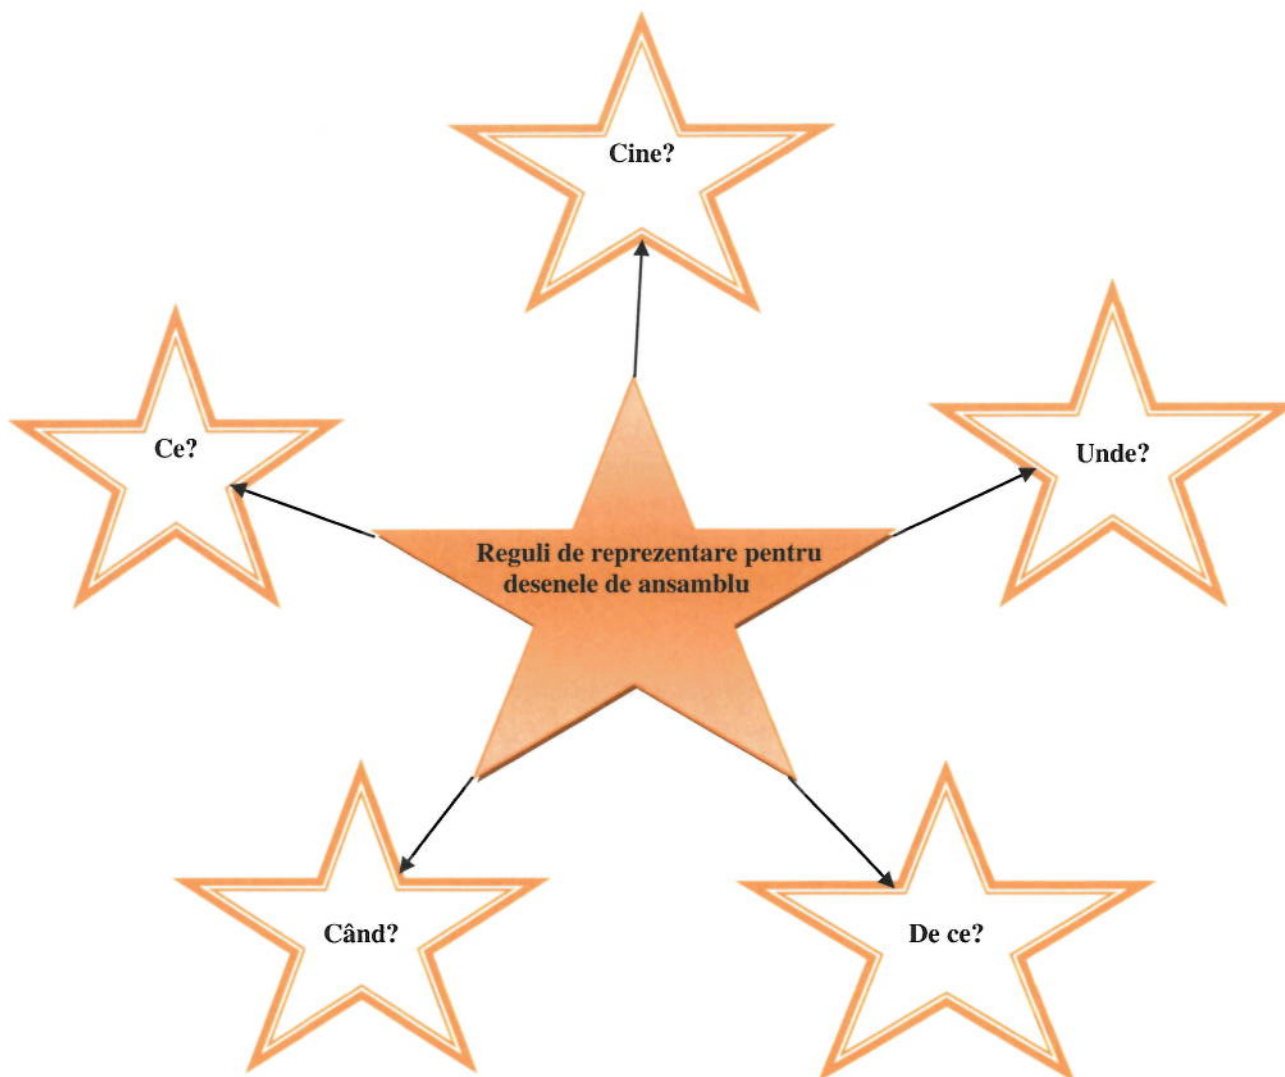 Cine?
Ce?
Unde?
Reguli de reprezentare pentru
desenele de ansamblu
Când?
De ce?